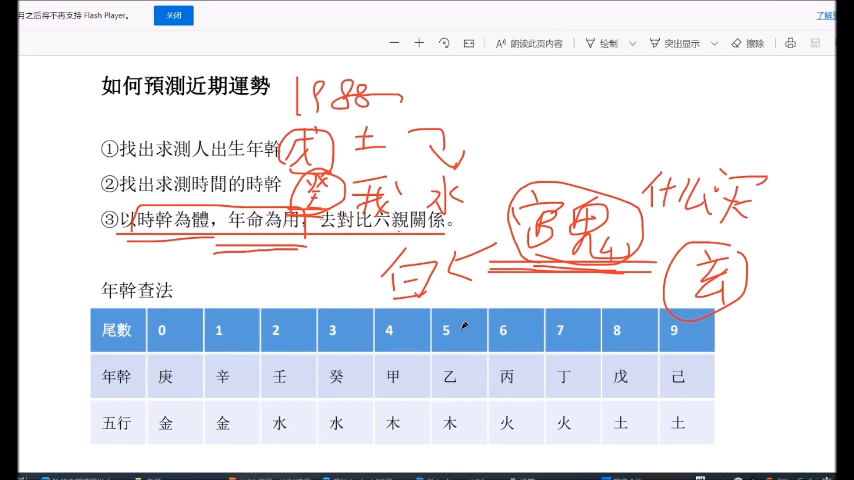 月之后将不再支持 Flash Player。 关闭 了解
朗读此页内容 绘制 突出显示 擦除
如何預測近期運勢
1988
①找出求測人出生年幹 戊 土
②找出求測時間的時幹 癸 我 水
③以時幹為體，年命為用，去對比六親關係。
官鬼 什么
白 玄
年幹查法
尾數 0 1 2 3 4 5 6 7 8 9
年幹 庚 辛 壬 癸 甲 乙 丙 丁 戊 己
五行 金 金 水 水 木 木 火 火 土 土